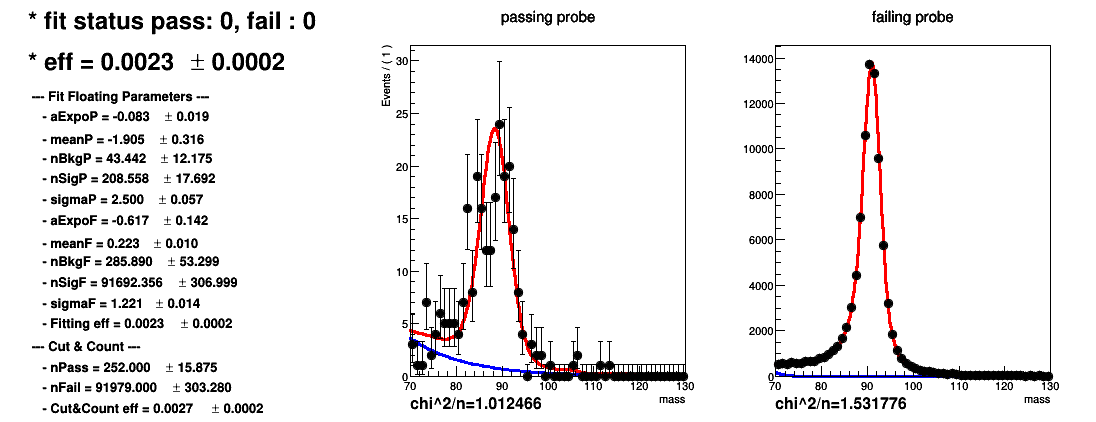 * fit status pass: 0, fail : 0
* eff = 0.0023 ± 0.0002
--- Fit Floating Parameters ---
- aExpoP = -0.083 ± 0.019
- meanP = -1.905 ± 0.316
- nBkgP = 43.442 ± 12.175
- nSigP = 208.558 ± 17.692
- sigmaP = 2.500 ± 0.057
- aExpoF = -0.617 ± 0.142
- meanF = 0.223 ± 0.010
- nBkgF = 285.890 ± 53.299
- nSigF = 91692.356 ± 306.999
- sigmaF = 1.221 ± 0.014
- Fitting eff = 0.0023 ± 0.0002
--- Cut & Count ---
- nPass = 252.000 ± 15.875
- nFail = 91979.000 ± 303.280
- Cut&Count eff = 0.0027 ± 0.0002
passing probe
Events / ( 1 )
30
25
20
15
10
5
0
70 80 90 100 110 120 130
mass
chi^2/n=1.012466
failing probe
14000
12000
10000
8000
6000
4000
2000
0
70 80 90 100 110 120 130
mass
chi^2/n=1.531776